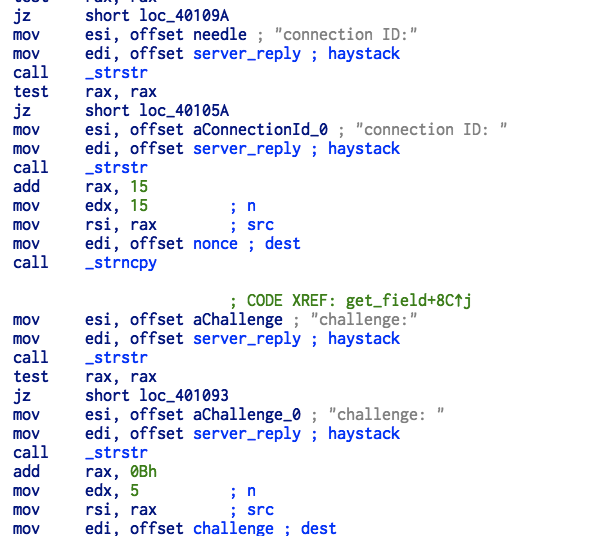 test rax, rax
jz short loc_40109A
mov esi, offset needle ; "connection ID:"
mov edi, offset server_reply ; haystack
call _strstr
test rax, rax
jz short loc_40105A
mov esi, offset aConnectionId_0 ; "connection ID: "
mov edi, offset server_reply ; haystack
call _strstr
add rax, 15
mov edx, 15 ; n
mov rsi, rax ; src
mov edi, offset nonce ; dest
call _strncpy
; CODE XREF: get_field+8C↑j
mov esi, offset aChallenge ; "challenge:"
mov edi, offset server_reply ; haystack
call _strstr
test rax, rax
jz short loc_401093
mov esi, offset aChallenge_0 ; "challenge: "
mov edi, offset server_reply ; haystack
call _strstr
add rax, 0Bh
mov edx, 5 ; n
mov rsi, rax ; src
mov edi, offset challenge ; dest